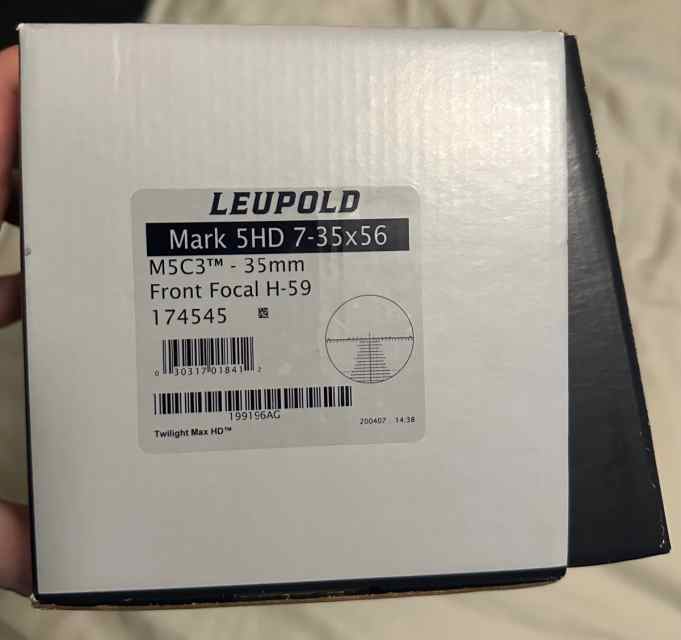 LEUPOLD
Mark 5HD 7-35x56
M5C3™ - 35mm
Front Focal H-59
174545
0 30317 01841 2
199196AG
Twilight Max HD™
200407 14:38